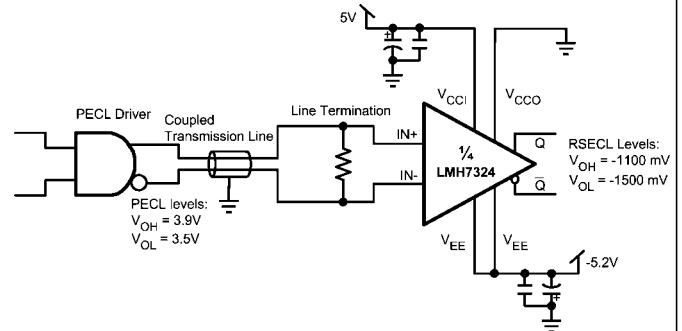 5V
V_CCI
V_CCO
PECL Driver
Coupled
Transmission Line
Line Termination
IN+
IN-
¼
LMH7324
Q
Q̅
RSECL Levels:
V_OH = -1100 mV
V_OL = -1500 mV
PECL levels:
V_OH = 3.9V
V_OL = 3.5V
V_EE
V_EE
-5.2V
+
+